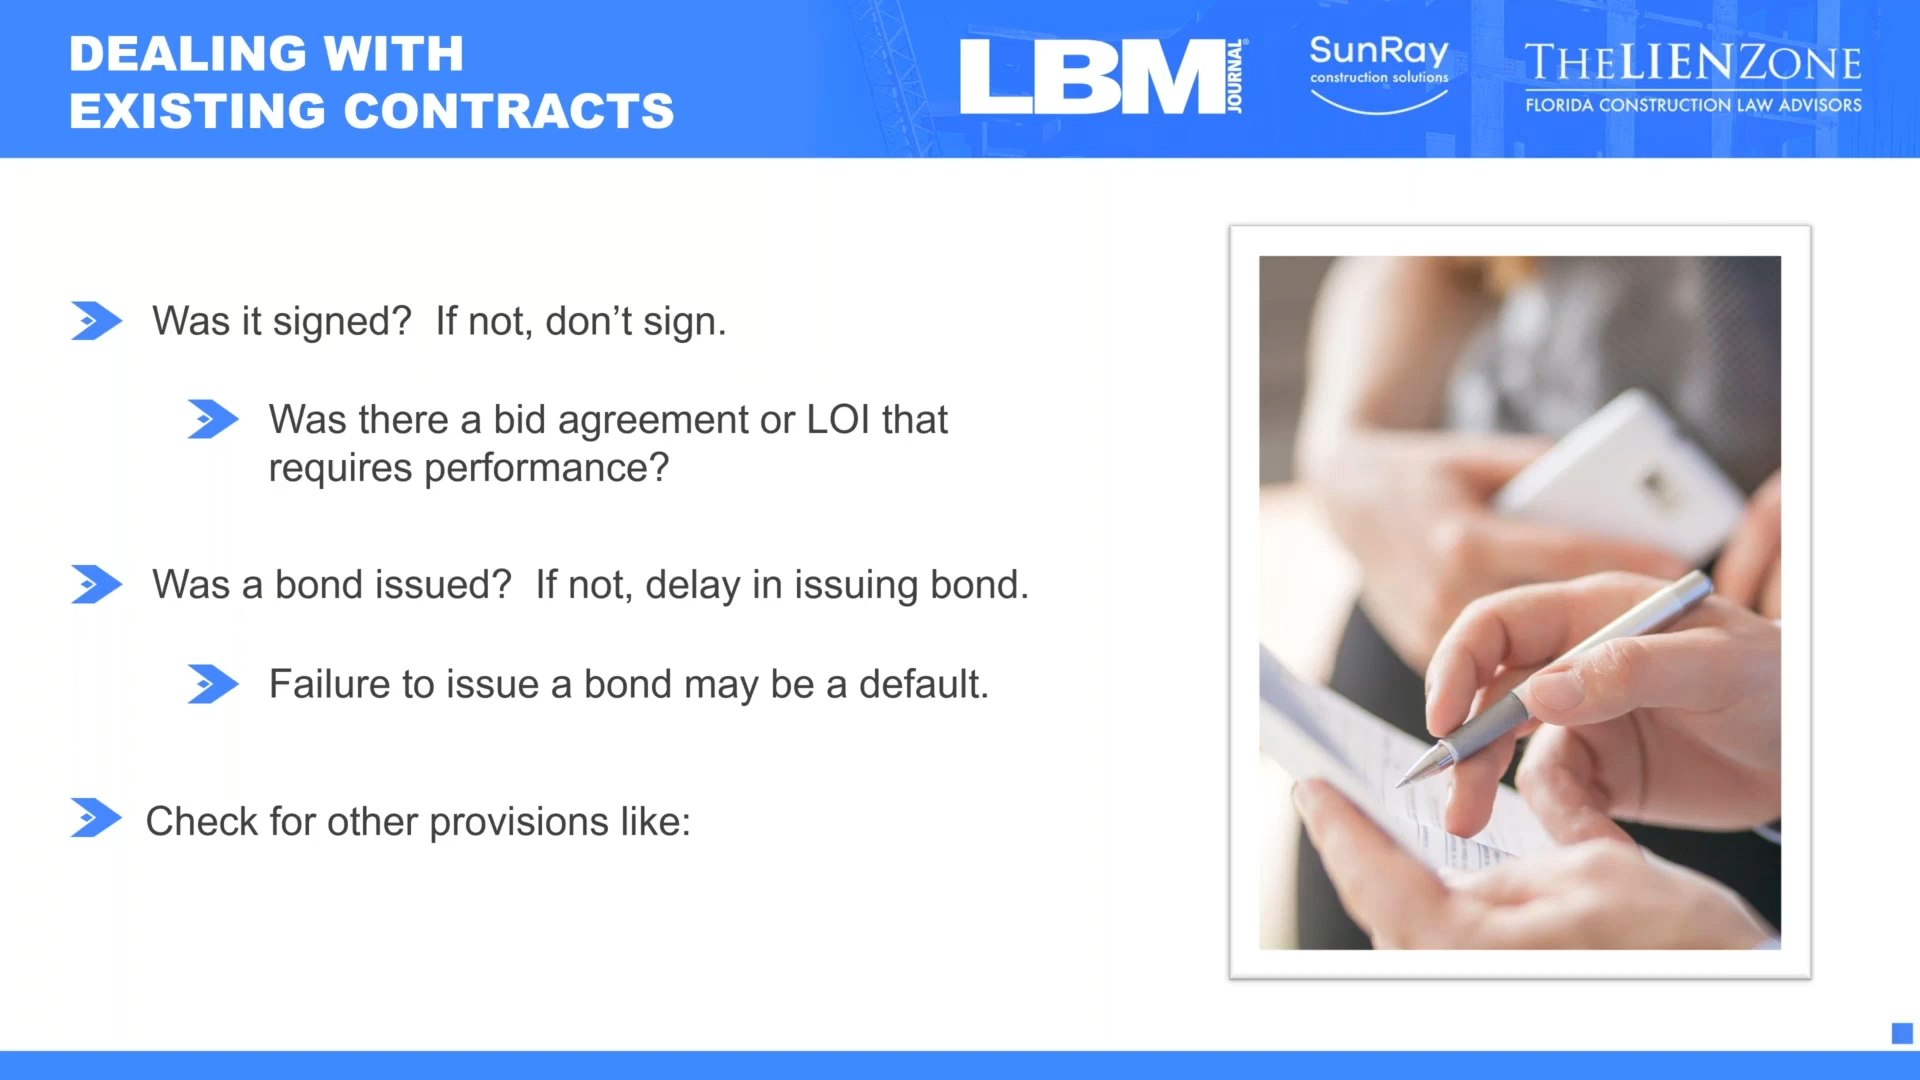 DEALING WITH
EXISTING CONTRACTS
LBM
JOURNAL®
SunRay
construction solutions
THELIENZONE
FLORIDA CONSTRUCTION LAW ADVISORS
Was it signed?  If not, don’t sign.
Was there a bid agreement or LOI that
requires performance?
Was a bond issued?  If not, delay in issuing bond.
Failure to issue a bond may be a default.
Check for other provisions like: